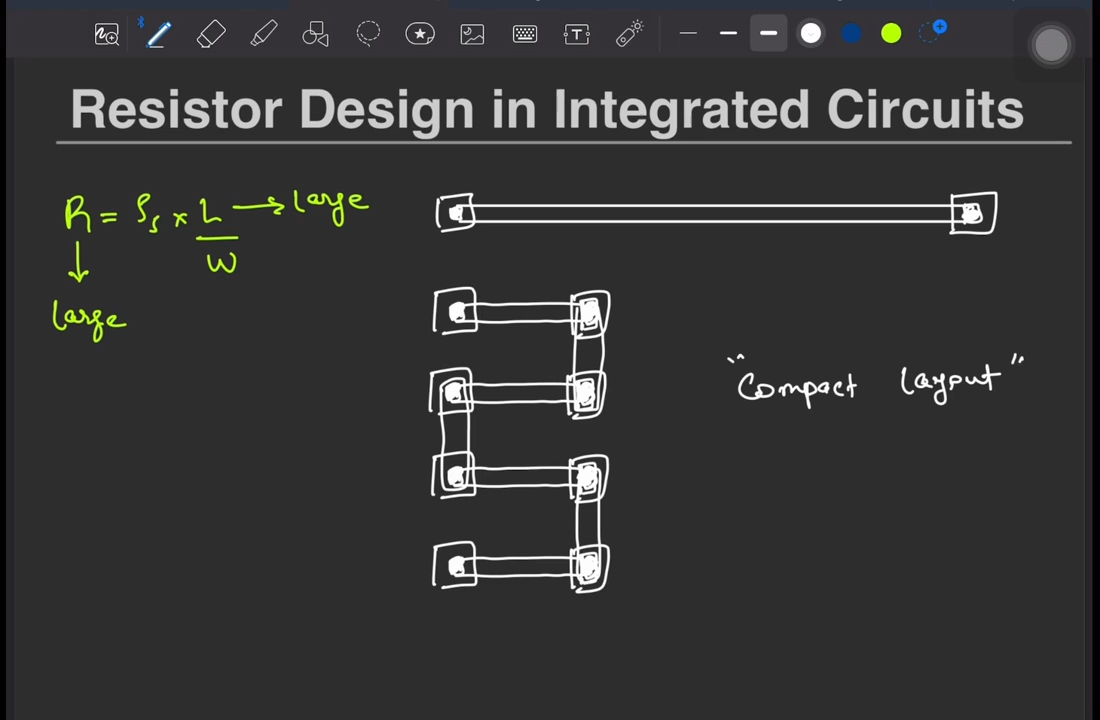 Resistor Design in Integrated Circuits
R = ρs × L/W → large
↓
large
"Compact layout"